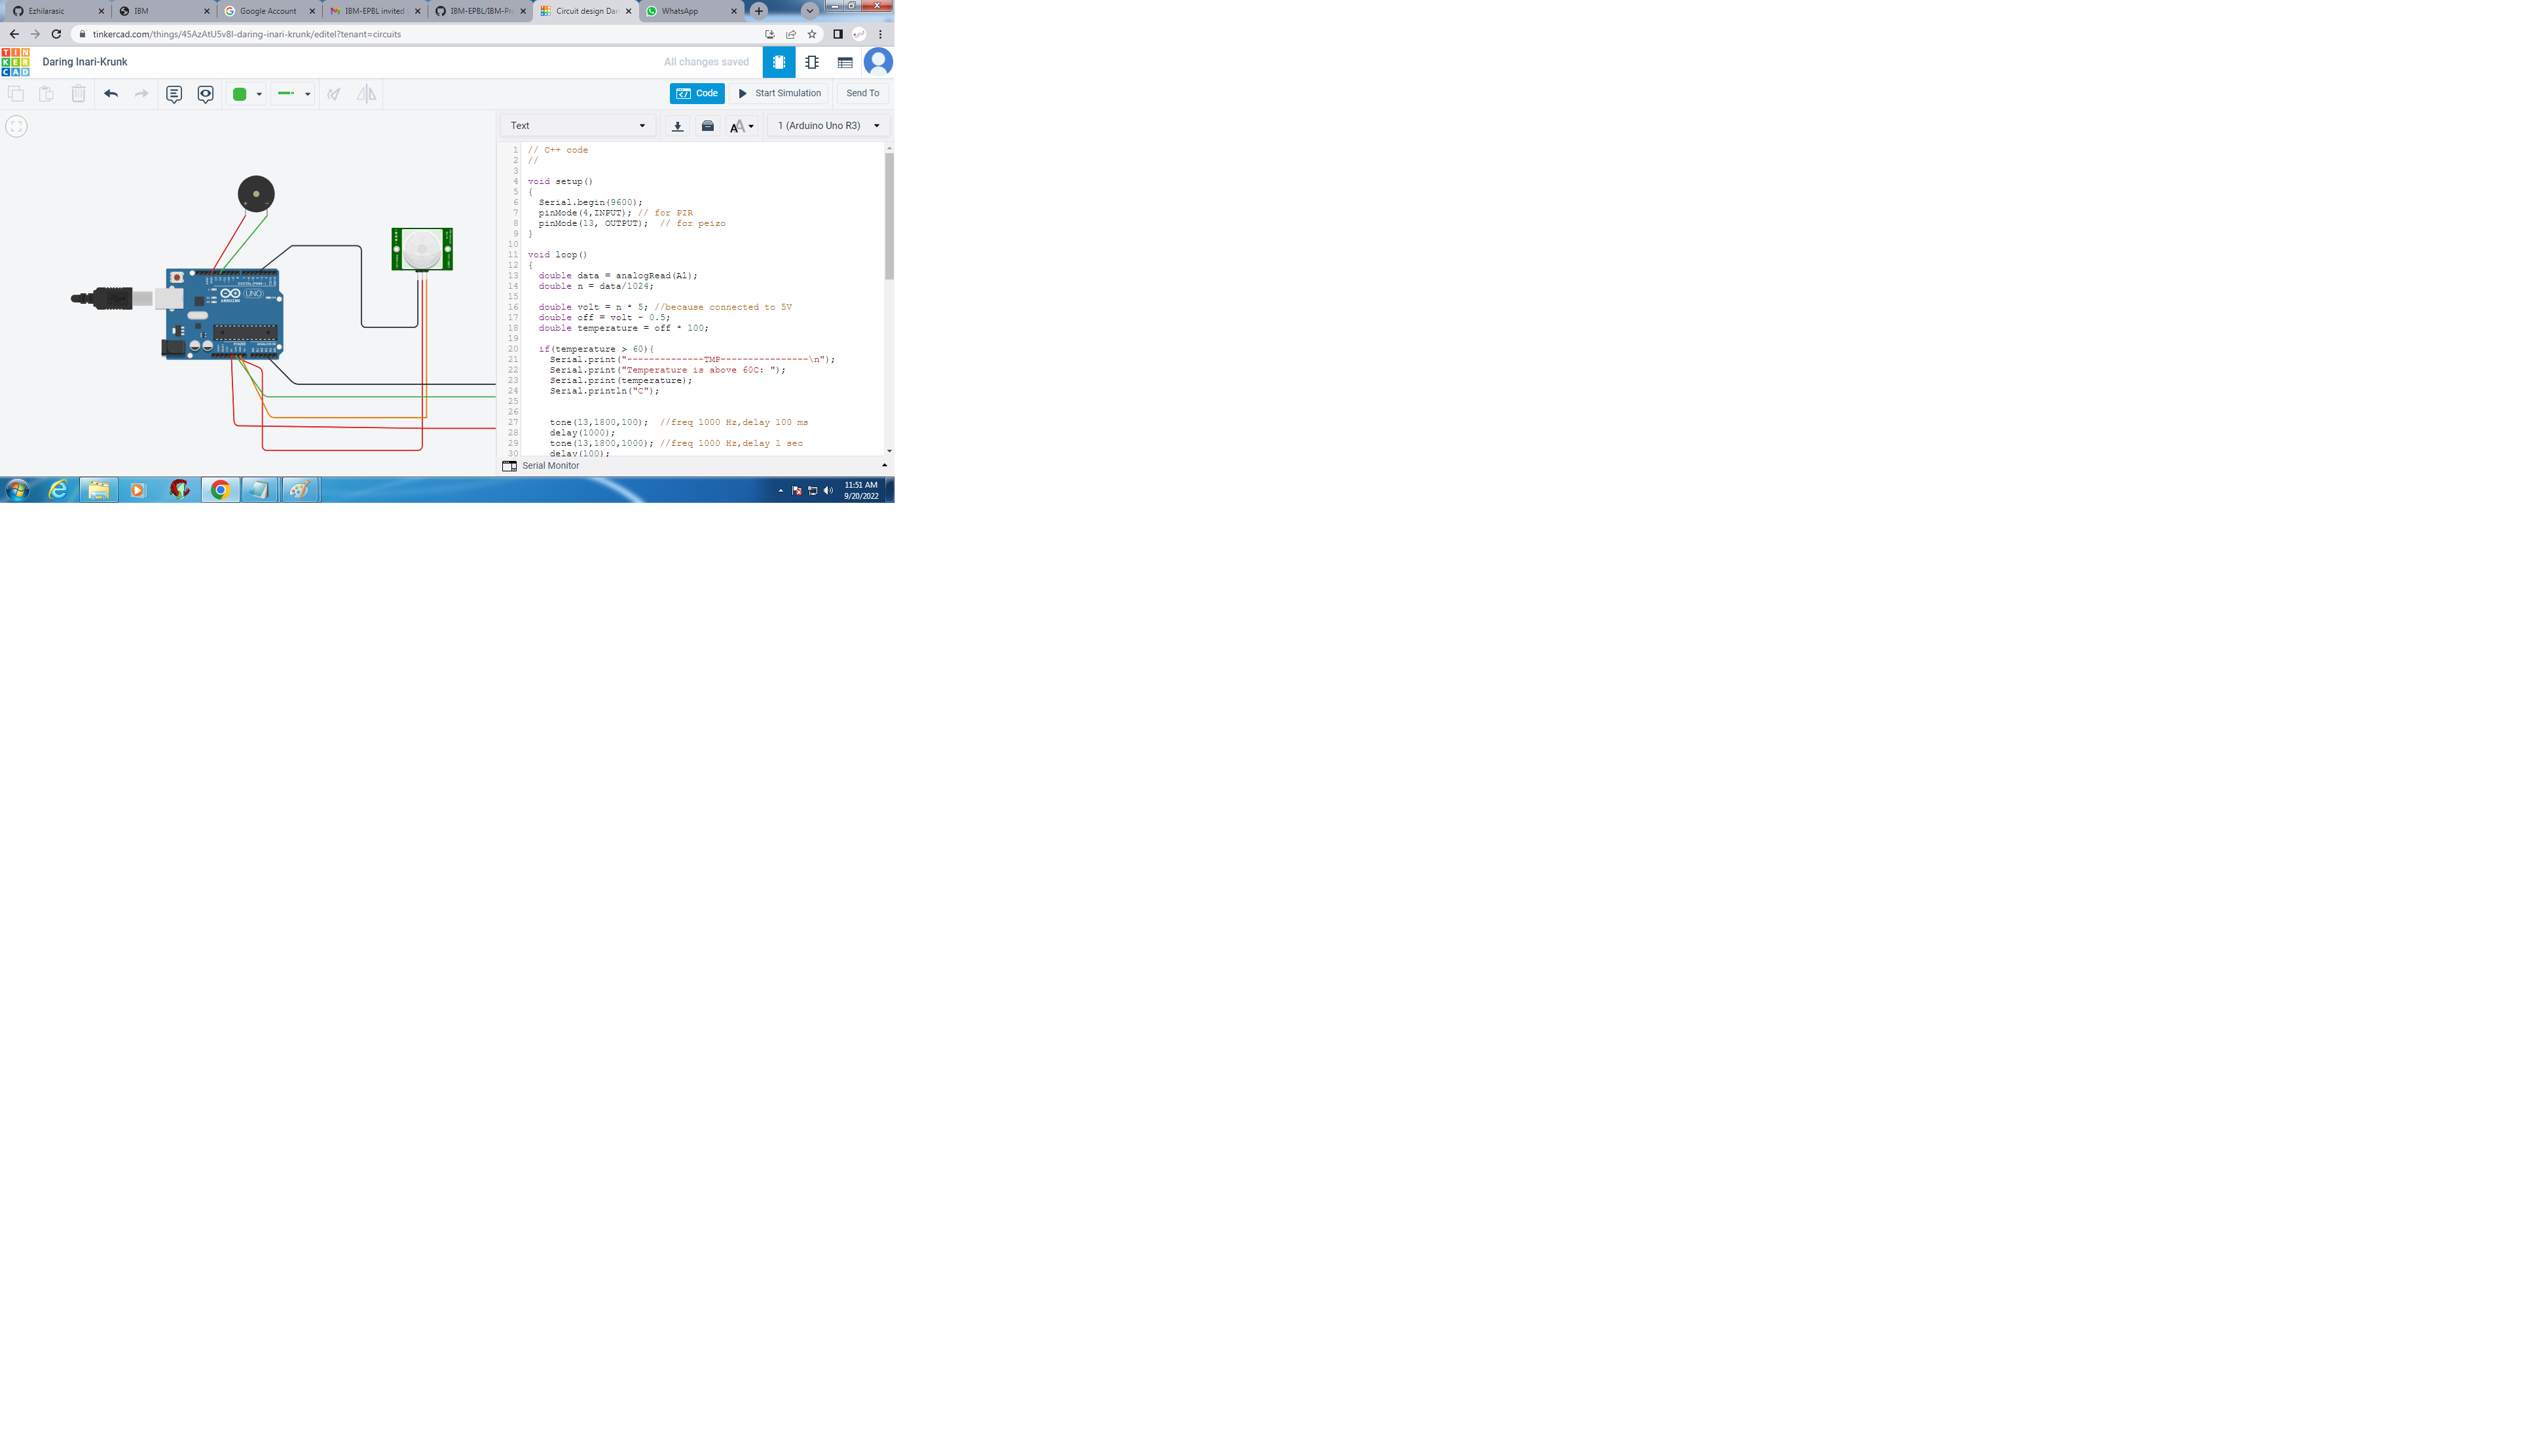 Ezhilarasic
IBM
Google Account
IBM-EPBL invited
IBM-EPBL/IBM-Pr
Circuit design Dari
WhatsApp
tinkercad.com/things/45AzAtU5v8l-daring-inari-krunk/editel?tenant=circuits
TIN
KER
CAD
Daring Inari-Krunk
All changes saved
Code
Start Simulation
Send To
Text
1 (Arduino Uno R3)
1 // C++ code
2 //
3
4 void setup()
5 {
6 Serial.begin(9600);
7 pinMode(4,INPUT); // for PIR
8 pinMode(13, OUTPUT); // for peizo
9 }
10
11 void loop()
12 {
13 double data = analogRead(A1);
14 double n = data/1024;
15
16 double volt = n * 5; //because connected to 5V
17 double off = volt - 0.5;
18 double temperature = off * 100;
19
20 if(temperature > 60){
21 Serial.print("--------------TMP----------------\n");
22 Serial.print("Temperature is above 60C: ");
23 Serial.print(temperature);
24 Serial.println("C");
25
26
27 tone(13,1800,100); //freq 1000 Hz,delay 100 ms
28 delay(1000);
29 tone(13,1800,1000); //freq 1000 Hz,delay 1 sec
30 delay(100);
UNO
ARDUINO
Serial Monitor
11:51 AM
9/20/2022